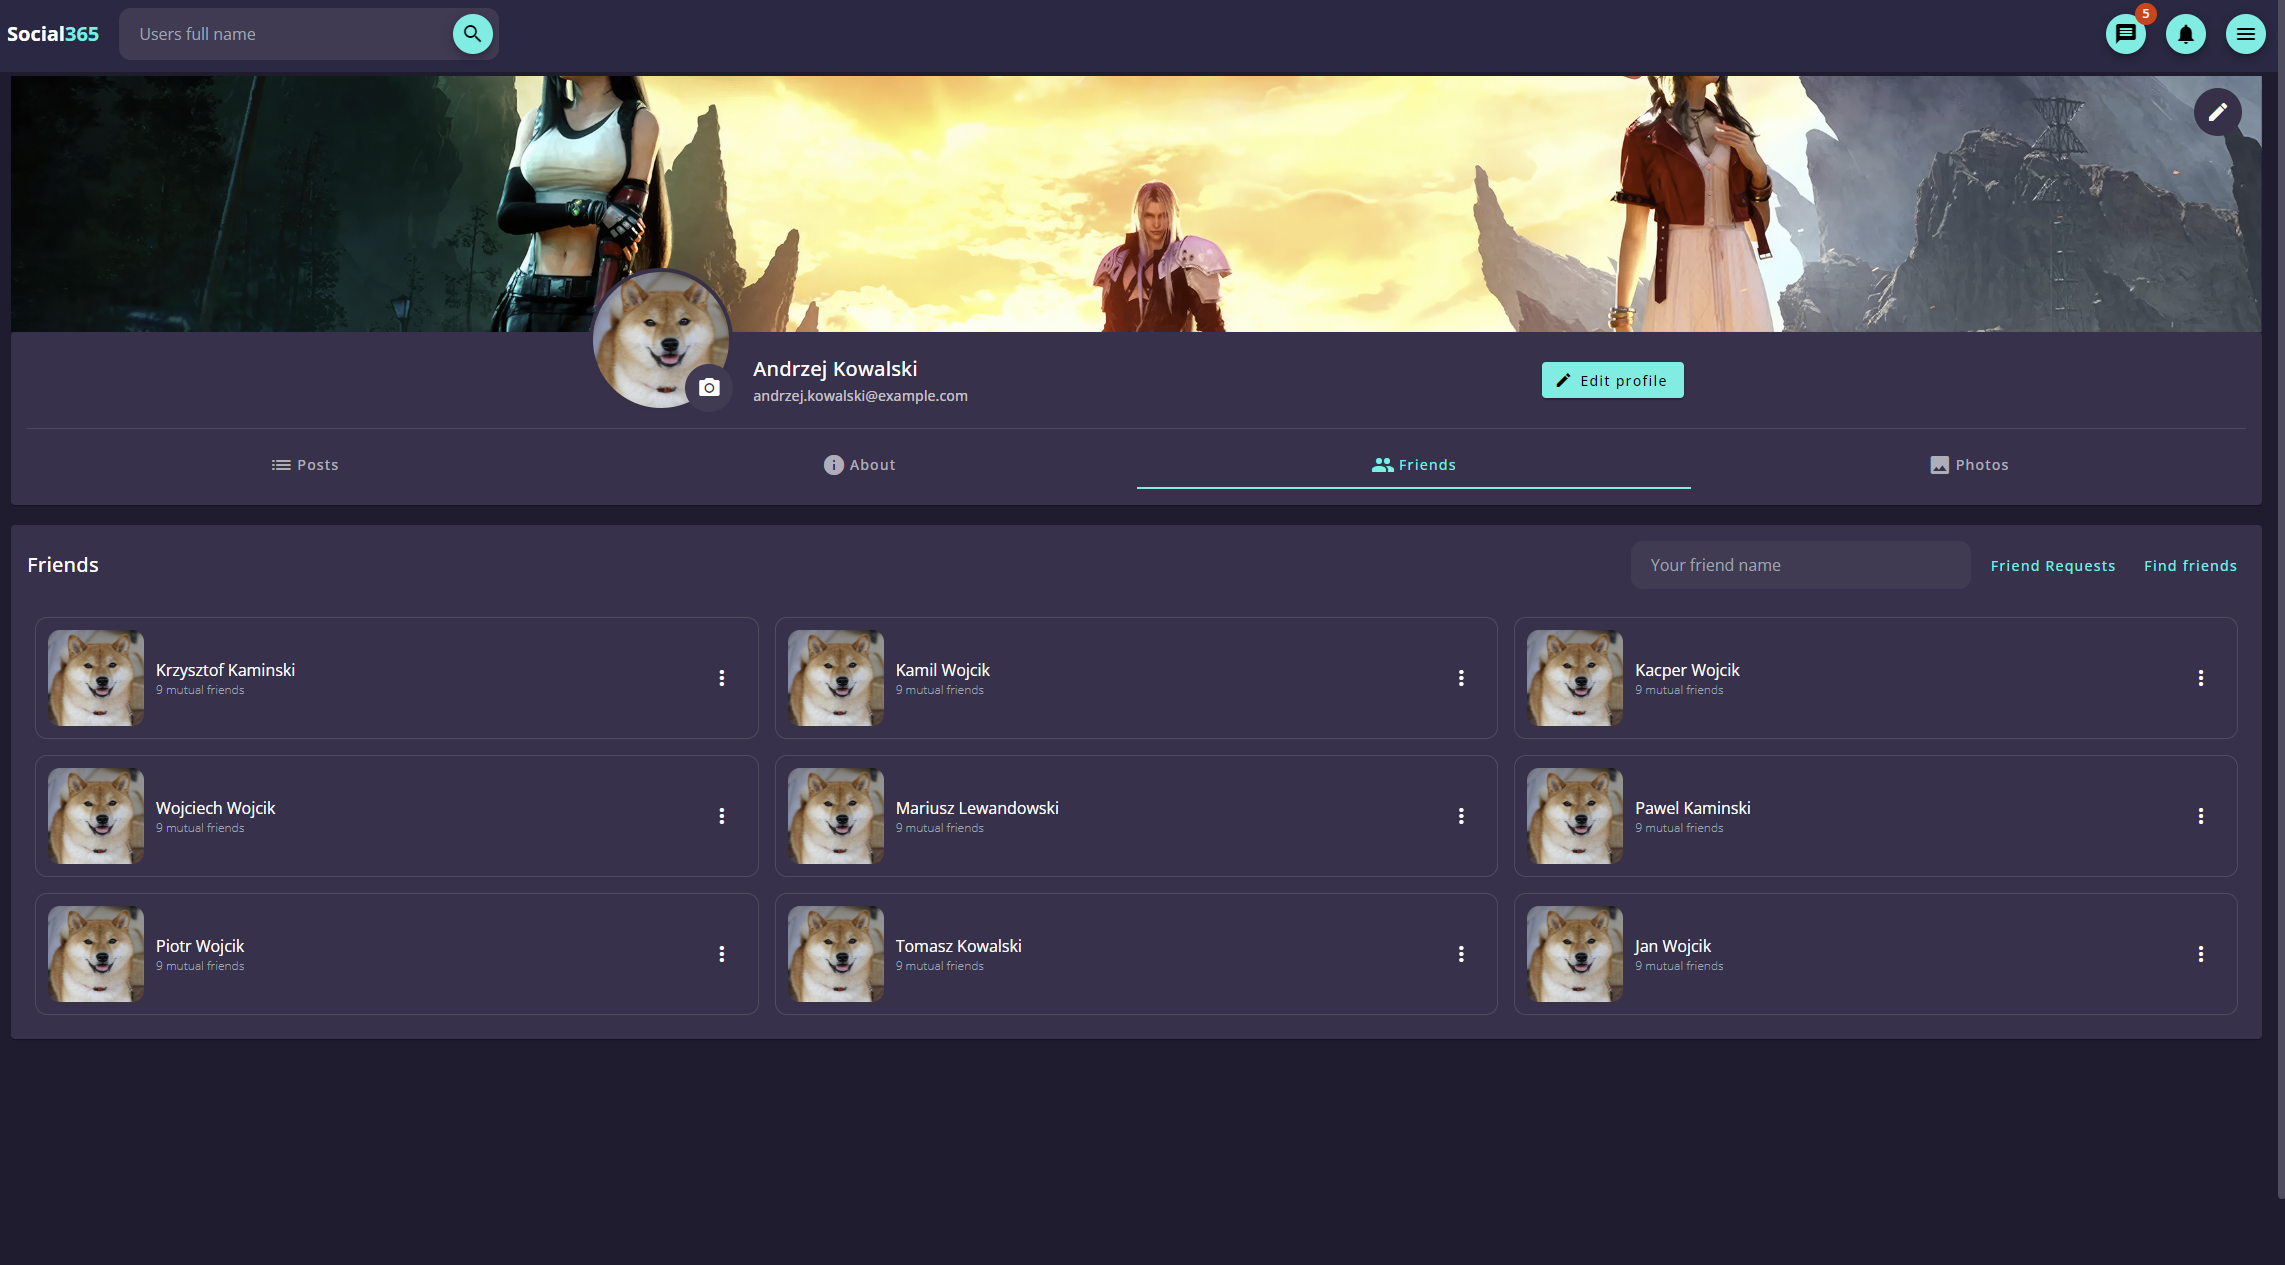 Social365
Users full name
5
Andrzej Kowalski
andrzej.kowalski@example.com
Edit profile
Posts
About
Friends
Photos
Friends
Your friend name
Friend Requests
Find friends
Krzysztof Kaminski
9 mutual friends
Kamil Wojcik
9 mutual friends
Kacper Wojcik
9 mutual friends
Wojciech Wojcik
9 mutual friends
Mariusz Lewandowski
9 mutual friends
Pawel Kaminski
9 mutual friends
Piotr Wojcik
9 mutual friends
Tomasz Kowalski
9 mutual friends
Jan Wojcik
9 mutual friends